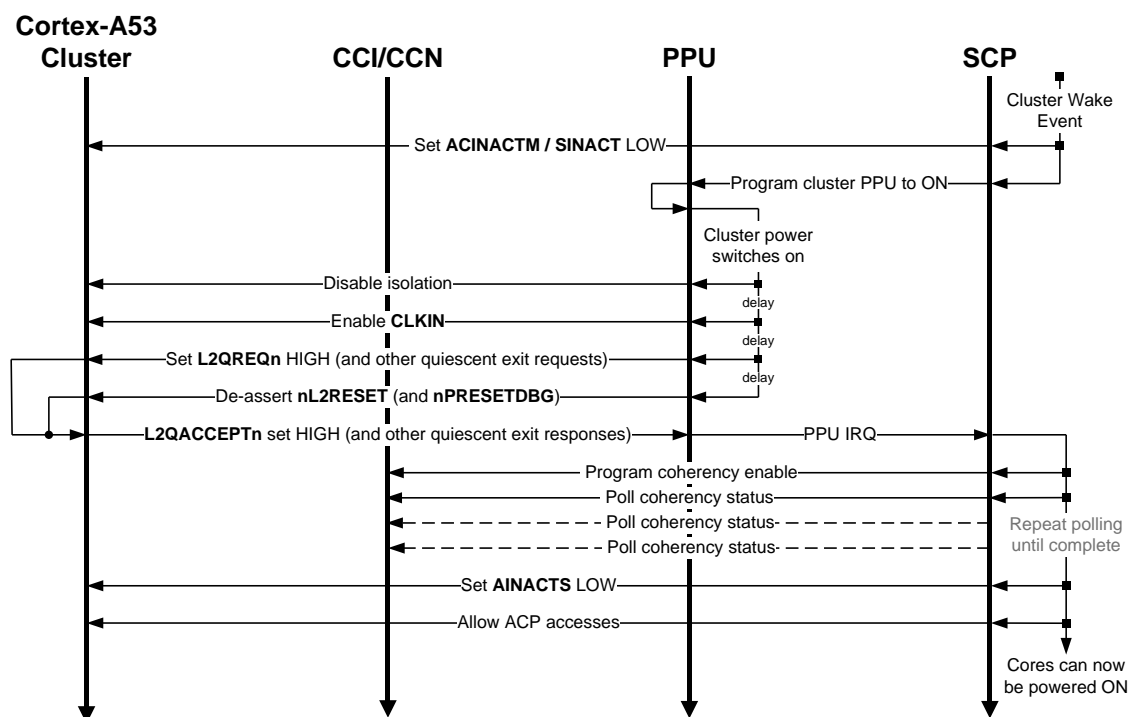 Cortex-A53
Cluster
CCI/CCN
PPU
SCP
Cluster Wake
Event
Set ACINACTM / SINACT LOW
Program cluster PPU to ON
Cluster power
switches on
Disable isolation
delay
Enable CLKIN
delay
Set L2QREQn HIGH (and other quiescent exit requests)
delay
De-assert nL2RESET (and nPRESETDBG)
L2QACCEPTn set HIGH (and other quiescent exit responses)
PPU IRQ
Program coherency enable
Poll coherency status
Poll coherency status
Poll coherency status
Repeat polling
until complete
Set AINACTS LOW
Allow ACP accesses
Cores can now
be powered ON